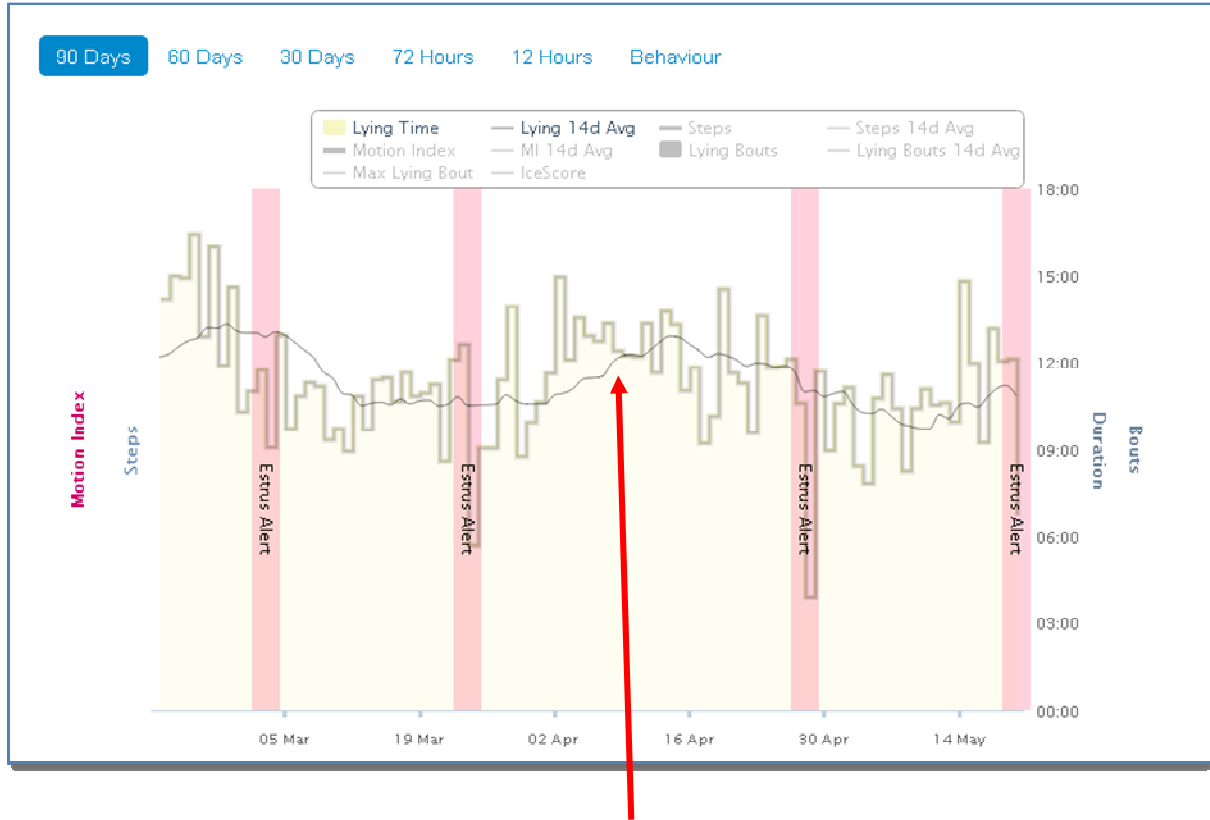 90 Days 60 Days 30 Days 72 Hours 12 Hours Behaviour
Lying Time Lying 14d Avg Steps Steps 14d Avg
Motion Index MI 14d Avg Lying Bouts Lying Bouts 14d Avg
Max Lying Bout IceScore
18:00
15:00
12:00
09:00
06:00
03:00
00:00
Motion Index
Steps
Estrus Alert
Estrus Alert
Estrus Alert
Estrus Alert
Duration
Bouts
05 Mar 19 Mar 02 Apr 16 Apr 30 Apr 14 May